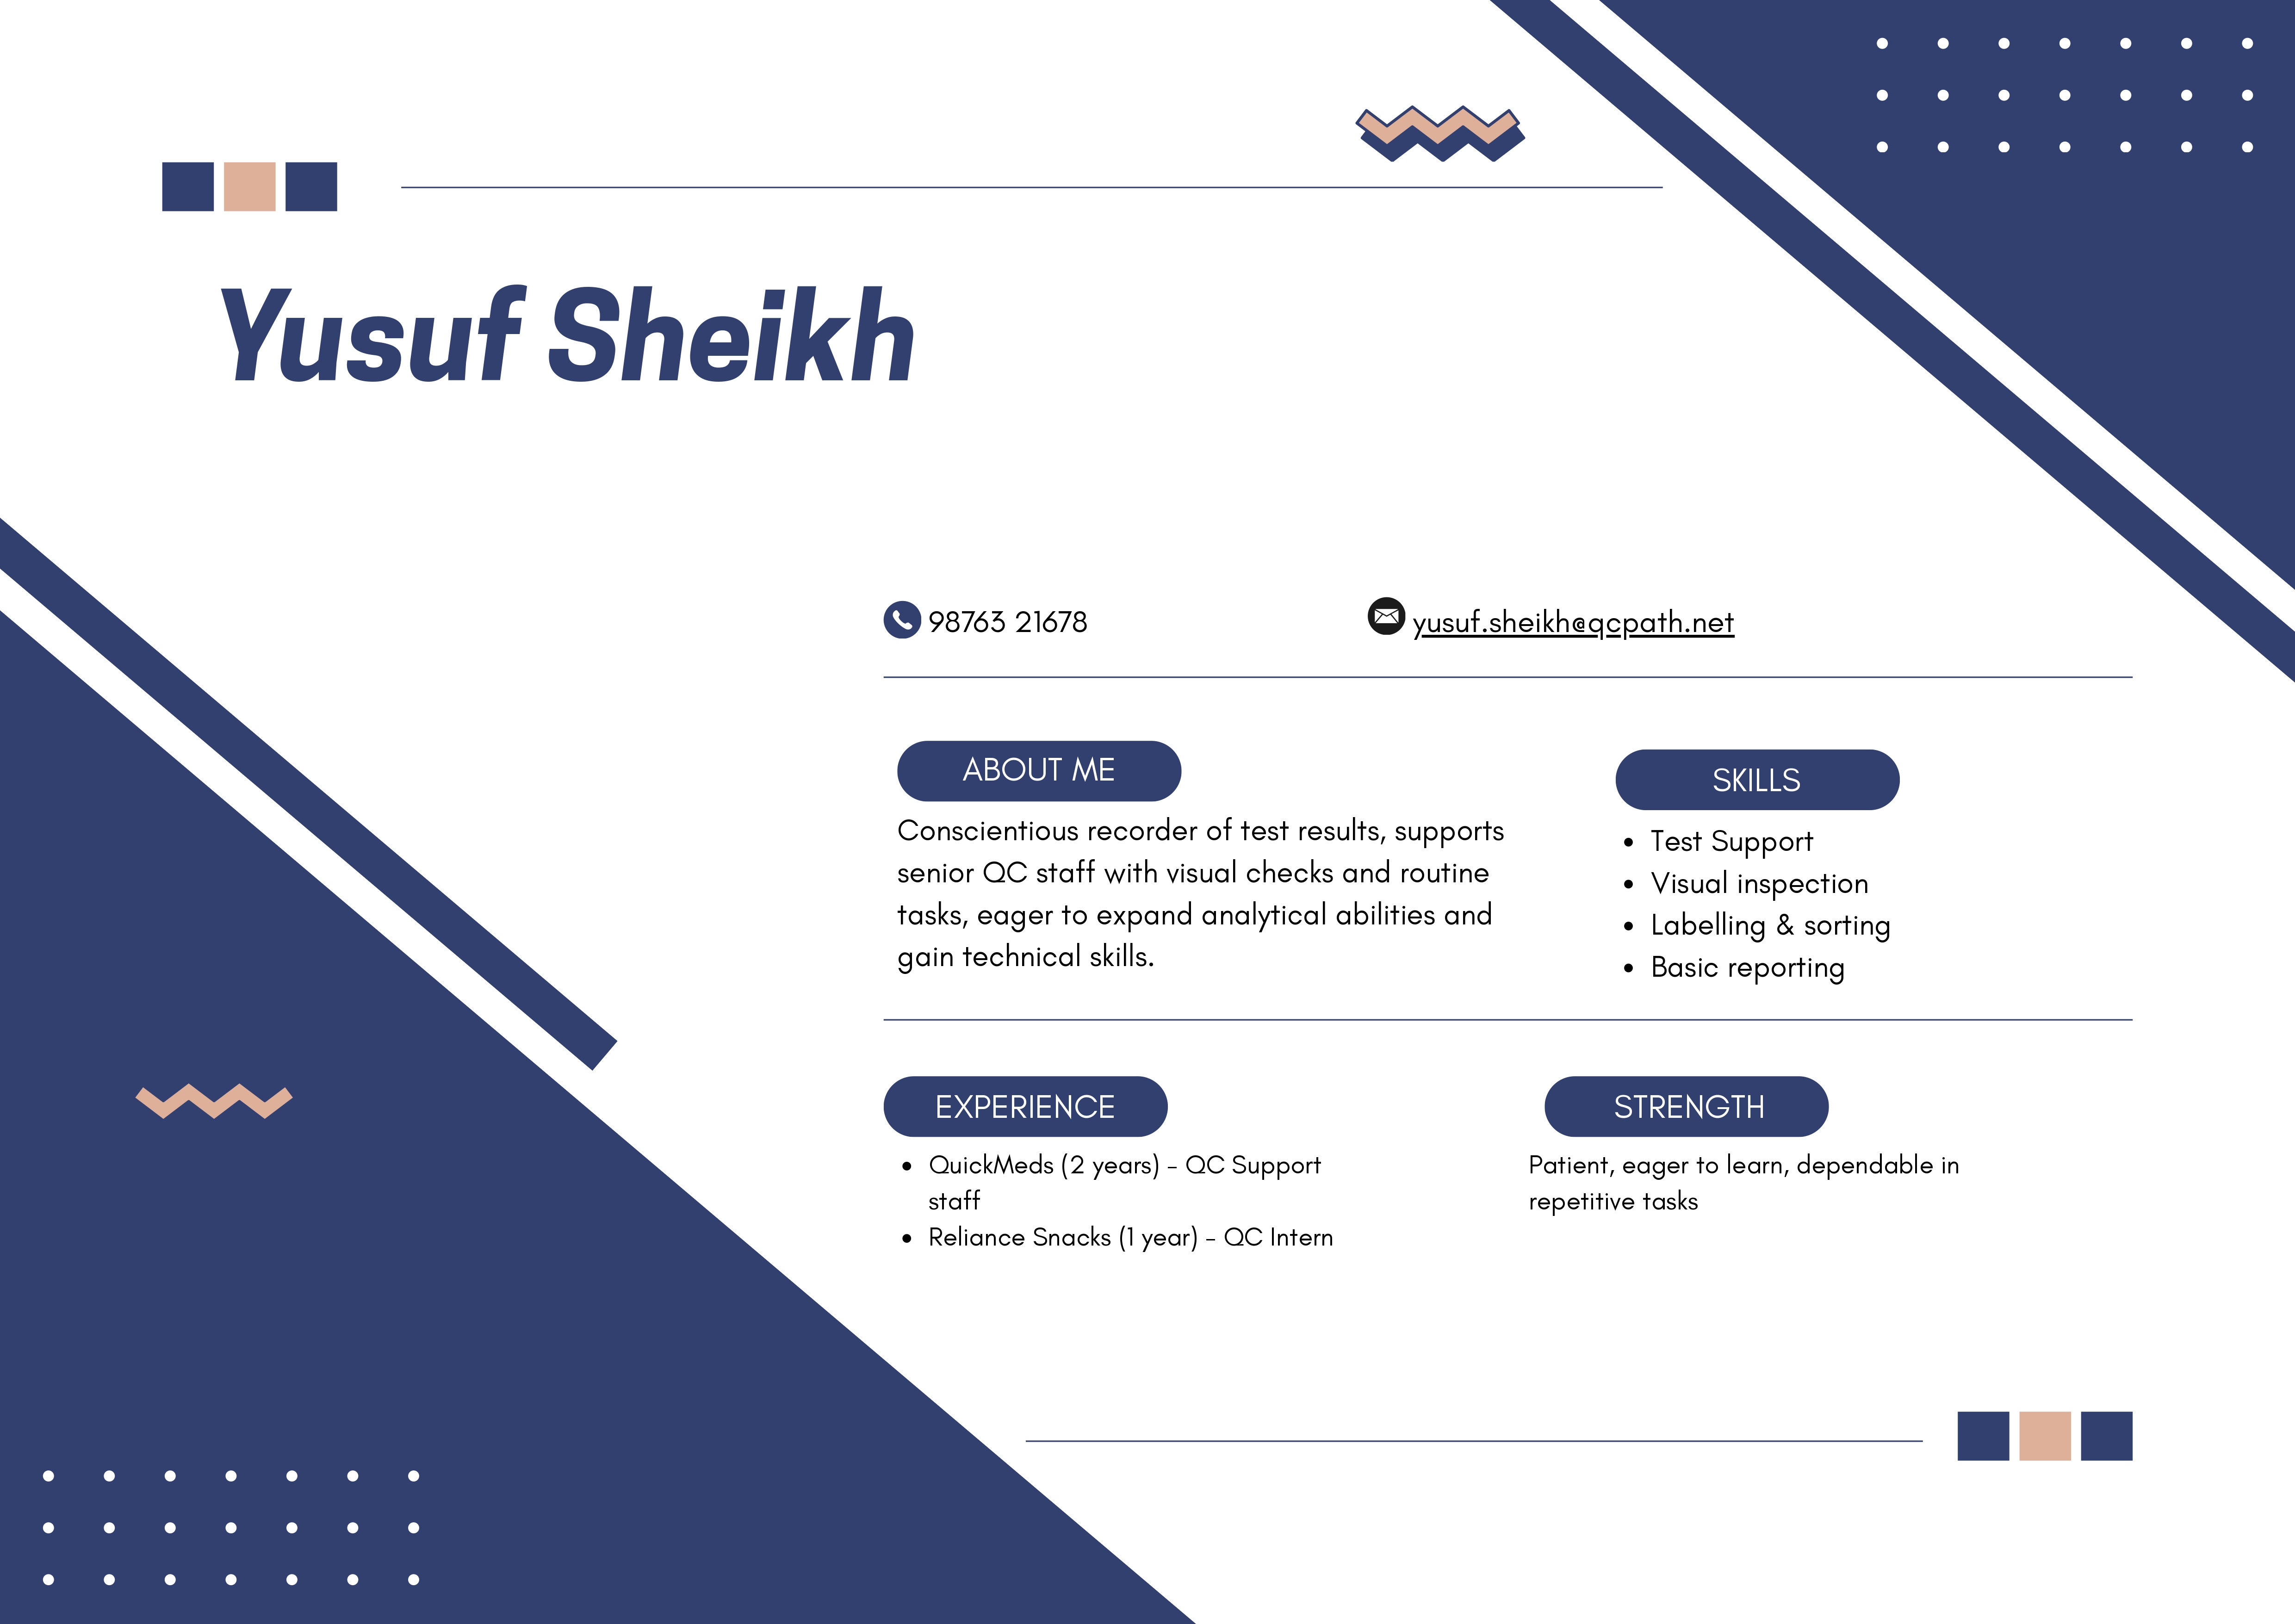 Yusuf Sheikh
98763 21678
yusuf.sheikh@qcpath.net
ABOUT ME
Conscientious recorder of test results, supports
senior QC staff with visual checks and routine
tasks, eager to expand analytical abilities and
gain technical skills.
SKILLS
• Test Support
• Visual inspection
• Labelling & sorting
• Basic reporting
EXPERIENCE
• QuickMeds (2 years) – QC Support
staff
• Reliance Snacks (1 year) – QC Intern
STRENGTH
Patient, eager to learn, dependable in
repetitive tasks